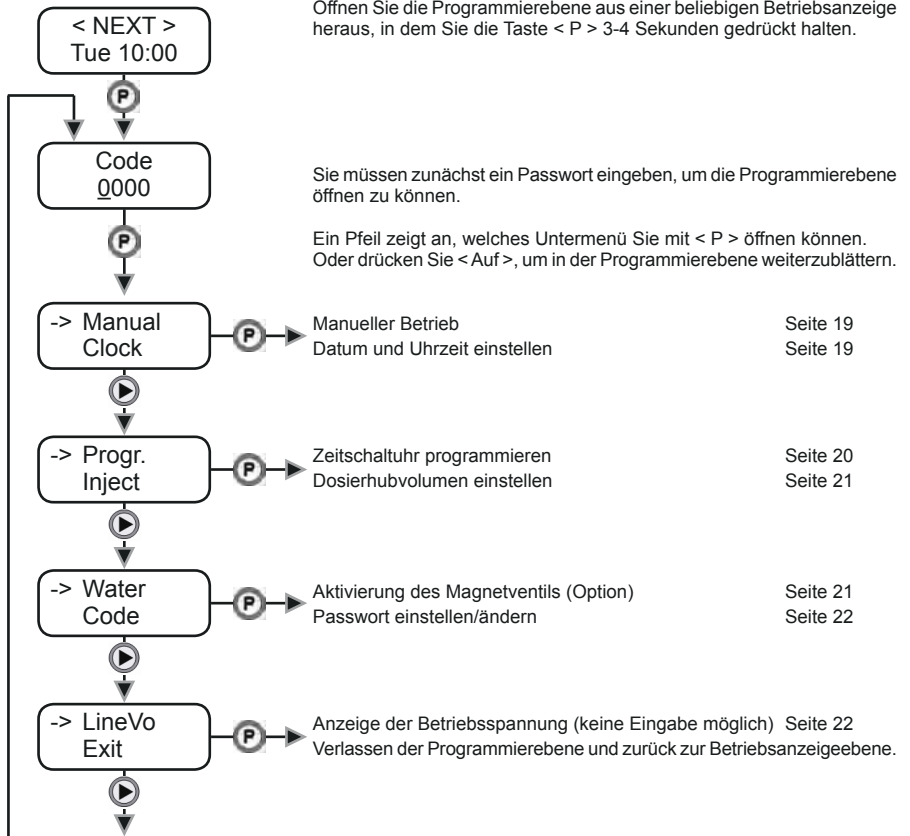 Öffnen Sie die Programmierebene aus einer beliebigen Betriebsanzeige
heraus, in dem Sie die Taste < P > 3-4 Sekunden gedrückt halten.
< NEXT >
Tue 10:00
P
Code
0000
Sie müssen zunächst ein Passwort eingeben, um die Programmierebene
öffnen zu können.
P
Ein Pfeil zeigt an, welches Untermenü Sie mit < P > öffnen können.
Oder drücken Sie < Auf >, um in der Programmierebene weiterzublättern.
-> Manual
Clock
P
Manueller Betrieb Seite 19
Datum und Uhrzeit einstellen Seite 19
-> Progr.
Inject
P
Zeitschaltuhr programmieren Seite 20
Dosierhubvolumen einstellen Seite 21
-> Water
Code
P
Aktivierung des Magnetventils (Option) Seite 21
Passwort einstellen/ändern Seite 22
-> LineVo
Exit
P
Anzeige der Betriebsspannung (keine Eingabe möglich) Seite 22
Verlassen der Programmierebene und zurück zur Betriebsanzeigeebene.